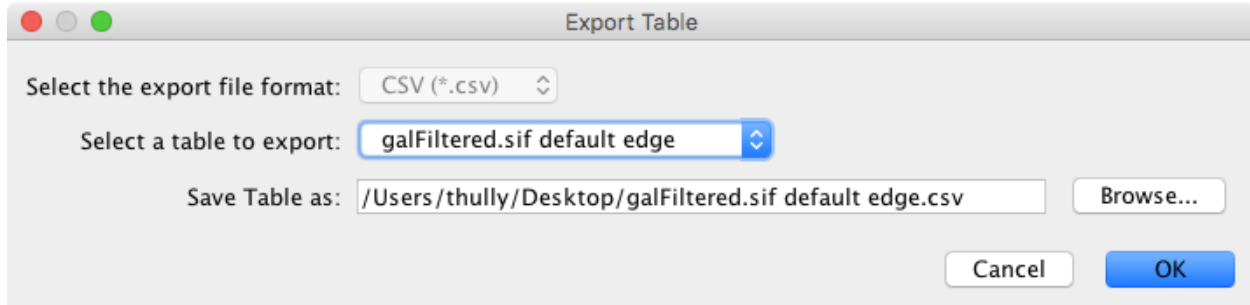 Export Table
Select the export file format: CSV (*.csv)
Select a table to export: galFiltered.sif default edge
Save Table as: /Users/thully/Desktop/galFiltered.sif default edge.csv Browse...
Cancel OK